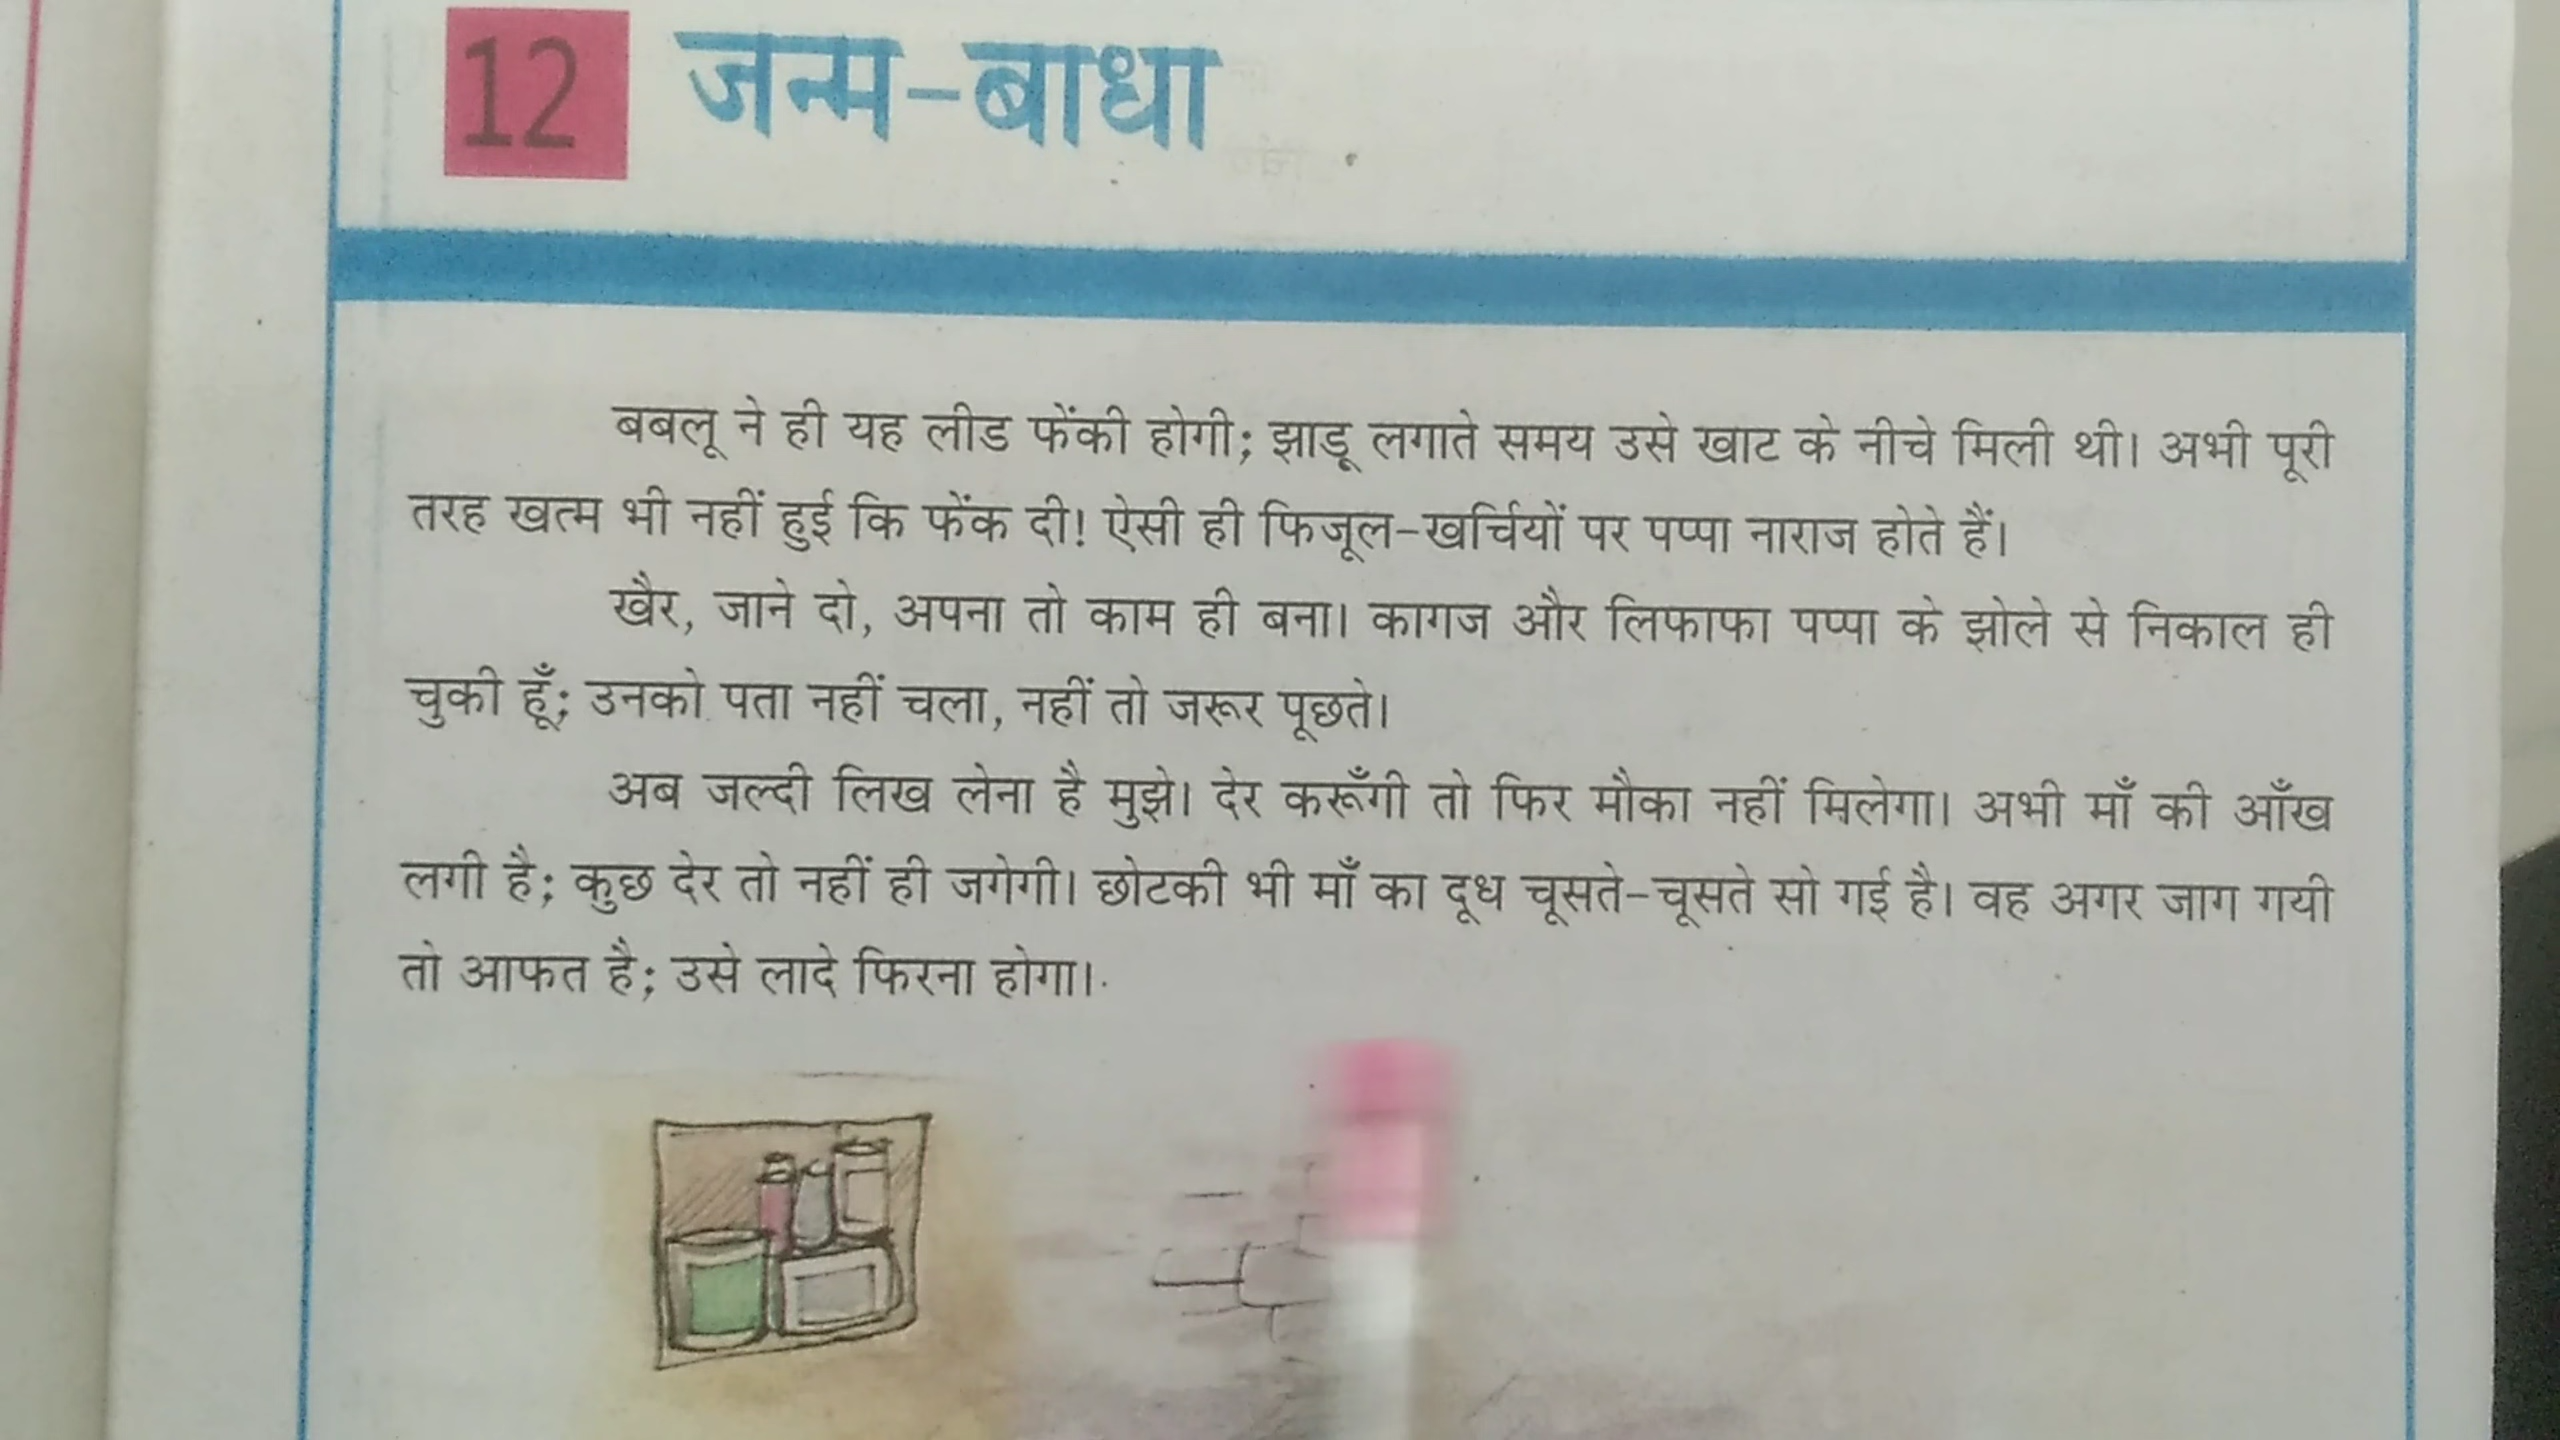 12 जन्म-बाधा
बबलू ने ही यह लीड फेंकी होगी; झाडू लगाते समय उसे खाट के नीचे मिली थी। अभी पूरी
तरह खत्म भी नहीं हुई कि फेंक दी! ऐसी ही फिजूल-खर्चियों पर पप्पा नाराज होते हैं।
खैर, जाने दो, अपना तो काम ही बना। कागज और लिफाफा पप्पा के झोले से निकाल ही
चुकी हूँ; उनको पता नहीं चला, नहीं तो जरूर पूछते।
अब जल्दी लिख लेना है मुझे। देर करूँगी तो फिर मौका नहीं मिलेगा। अभी माँ की आँख
लगी है; कुछ देर तो नहीं ही जगेगी। छोटकी भी माँ का दूध चूसते-चूसते सो गई है। वह अगर जाग गयी
तो आफत है; उसे लादे फिरना होगा।